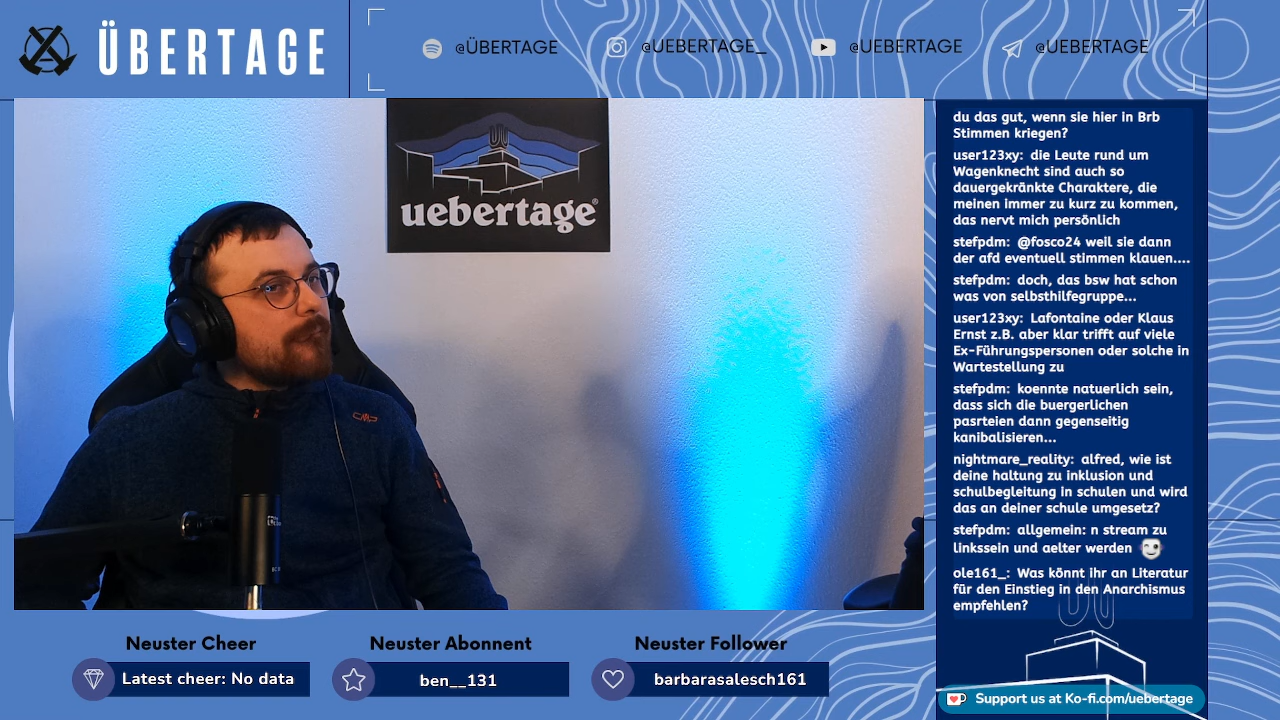 ÜBERTAGE
@ÜBERTAGE
@UEBERTAGE_
@UEBERTAGE
@UEBERTAGE
uebertage®
CMP
du das gut, wenn sie hier in Brb
Stimmen kriegen?
user123xy: die Leute rund um
Wagenknecht sind auch so
dauergekränkte Charaktere, die
meinen immer zu kurz zu kommen,
das nervt mich persönlich
stefpdm: @fosco24 weil sie dann
der afd eventuell stimmen klauen....
stefpdm: doch, das bsw hat schon
was von selbsthilfegruppe...
user123xy: Lafontaine oder Klaus
Ernst z.B. aber klar trifft auf viele
Ex-Führungspersonen oder solche in
Wartestellung zu
stefpdm: koennte natuerlich sein,
dass sich die buergerlichen
pasrteien dann gegenseitig
kanibalisieren...
nightmare_reality: alfred, wie ist
deine haltung zu inklusion und
schulbegleitung in schulen und wird
das an deiner schule umgesetz?
stefpdm: allgemein: n stream zu
linkssein und aelter werden
ole161_: Was könnt ihr an Literatur
für den Einstieg in den Anarchismus
empfehlen?
Neuster Cheer
Latest cheer: No data
Neuster Abonnent
ben__131
Neuster Follower
barbarasalesch161
Support us at Ko-fi.com/uebertage